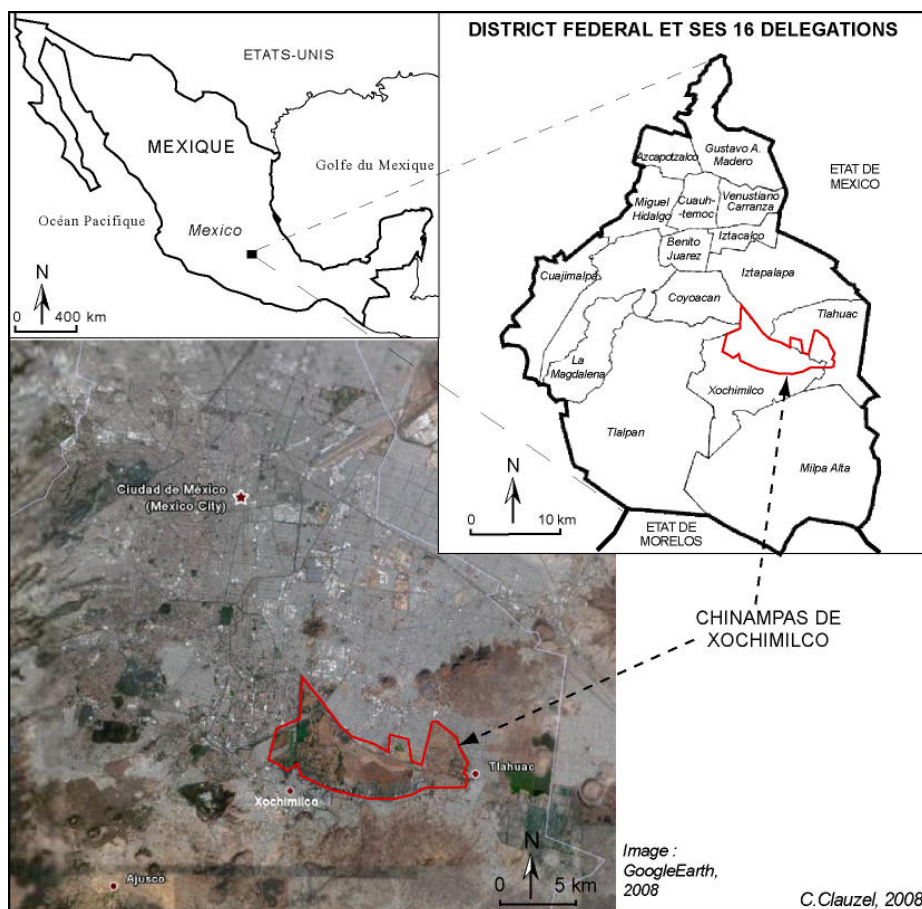 ETATS-UNIS
MEXIQUE
Golfe du Mexique
Océan Pacifique
Mexico
N
0 400 km
DISTRICT FEDERAL ET SES 16 DELEGATIONS
ETAT DE
MEXICO
Azcapotzalco
Gustavo A.
Madero
Miguel
Hidalgo
Cuauh-
-temoc
Venustiano
Carranza
Benito
Juarez
Iztacalco
Cuajimalpa
Iztapalapa
Coyoacan
Tlahuac
La
Magdalena
Xochimilco
Tlalpan
Milpa Alta
N
0 10 km
ETAT DE
MORELOS
CHINAMPAS DE
XOCHIMILCO
Ciudad de México
(Mexico City)
Tlahuac
Xochimilco
Ajusco
N
0 5 km
Image :
GoogleEarth,
2008
C.Clauzel, 2008